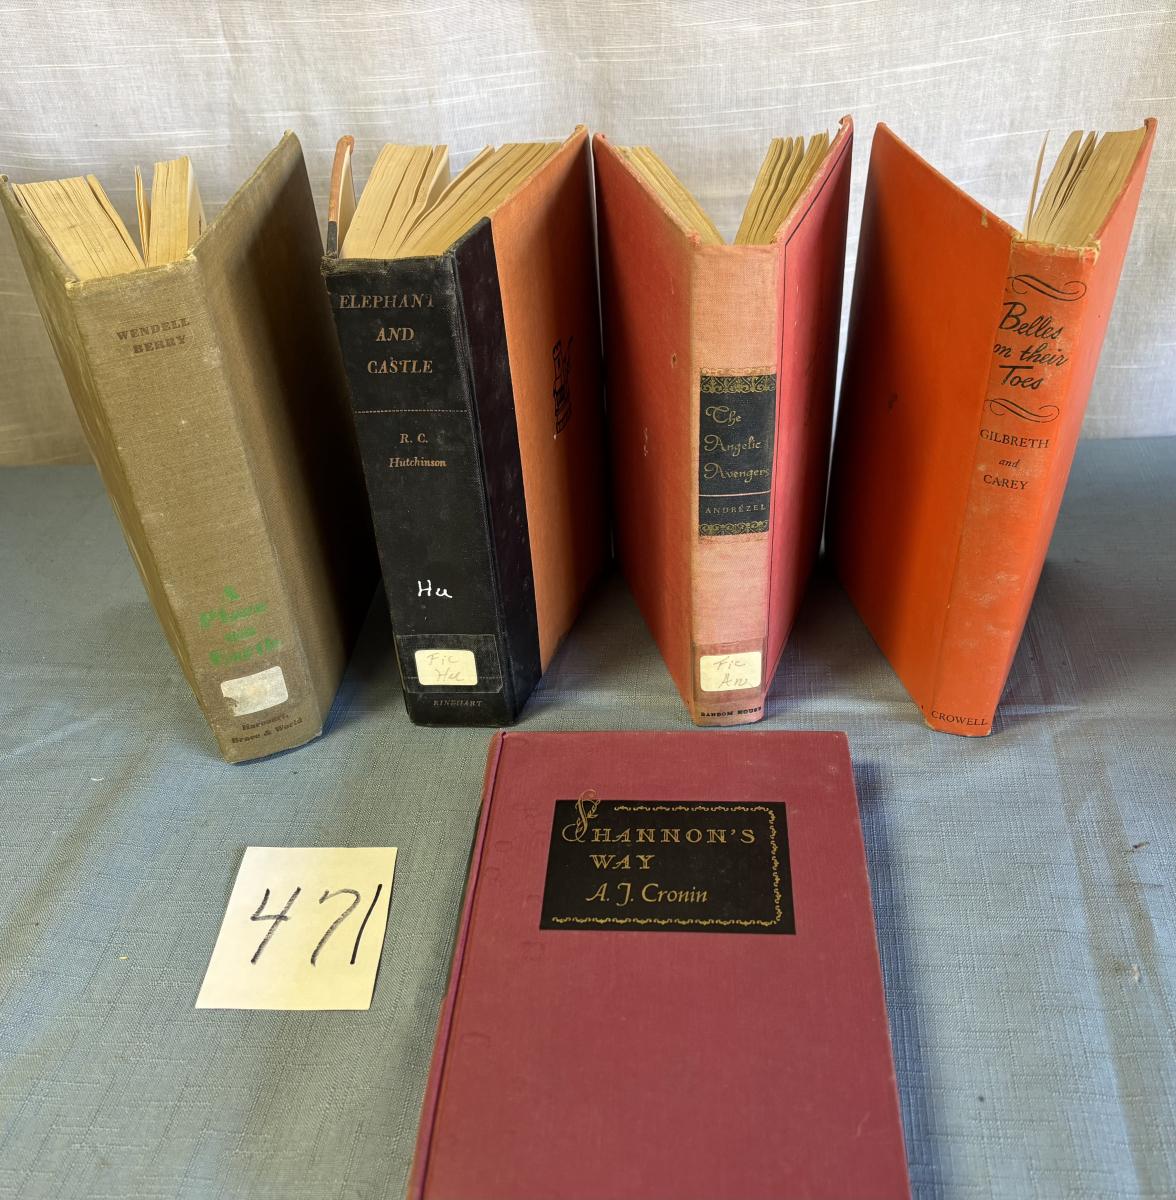 WENDELL
BERRY
A
Place
on
Earth
Harcourt,
Brace & World
ELEPHANT
AND
CASTLE
R. C.
Hutchinson
Hu
Fic
Hu
RINEHART
The
Angelic
Avengers
ANDRÉZEL
Fic
An
RANDOM HOUSE
Belles
on their
Toes
GILBRETH
and
CAREY
CROWELL
SHANNON'S
WAY
A. J. Cronin
471